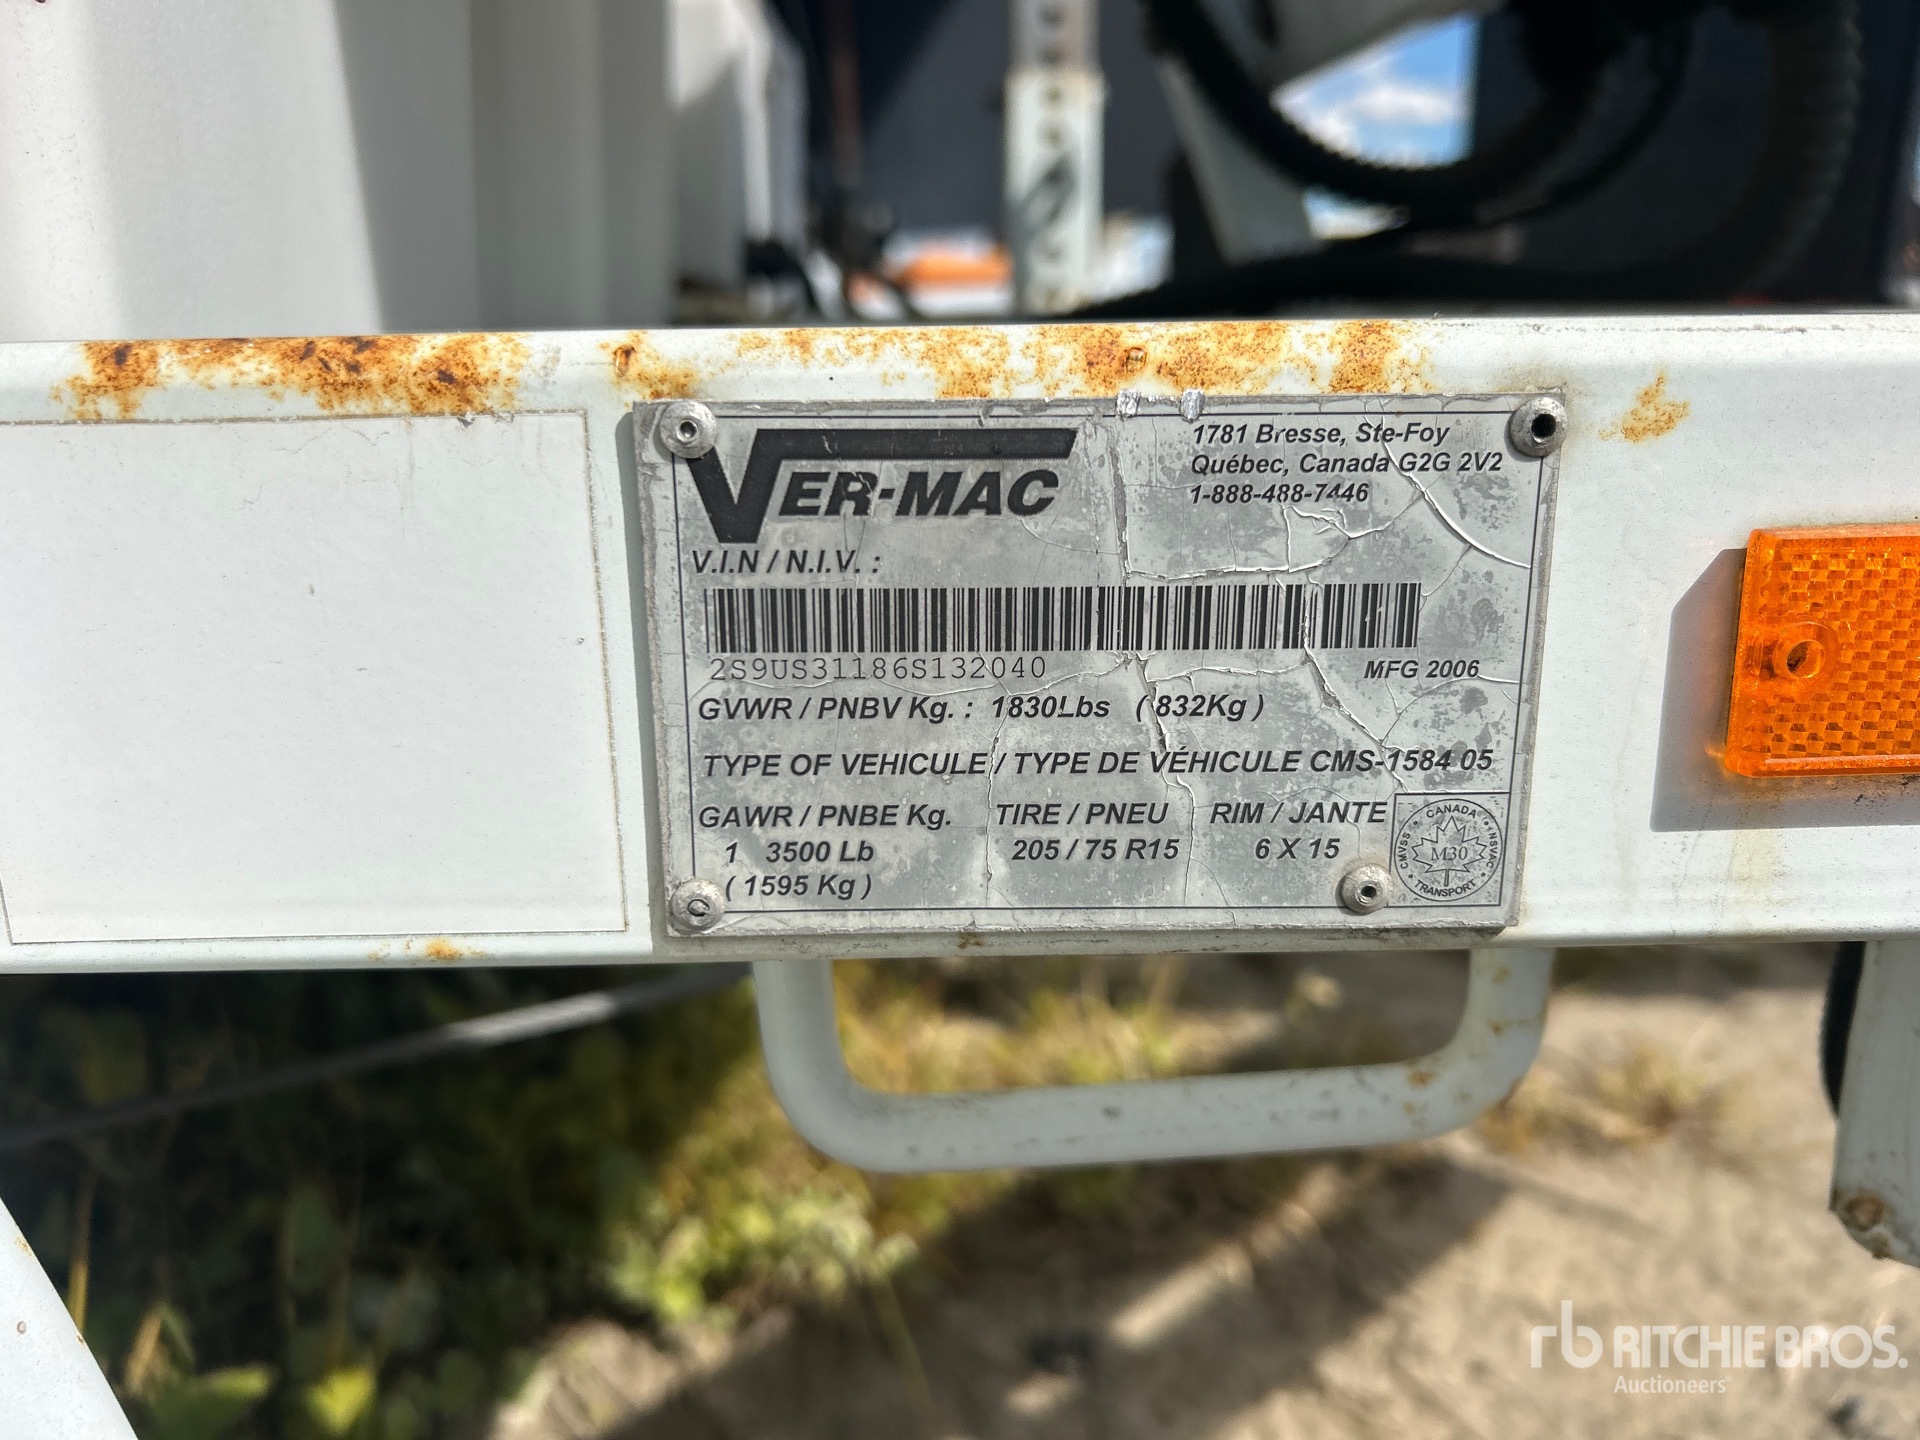 VER-MAC
1781 Bresse, Ste-Foy
Québec, Canada G2G 2V2
1-888-488-7446
V.I.N / N.I.V. :
2S9US31186S132040
MFG 2006
GVWR / PNBV Kg. : 1830Lbs ( 832Kg )
TYPE OF VEHICULE / TYPE DE VÉHICULE CMS-1584 05
GAWR / PNBE Kg. TIRE / PNEU RIM / JANTE
1 3500 Lb 205 / 75 R15 6 X 15
( 1595 Kg )
CANADA
CMVSS • NSVAC
M30
TRANSPORT
rb RITCHIE BROS.
Auctioneers